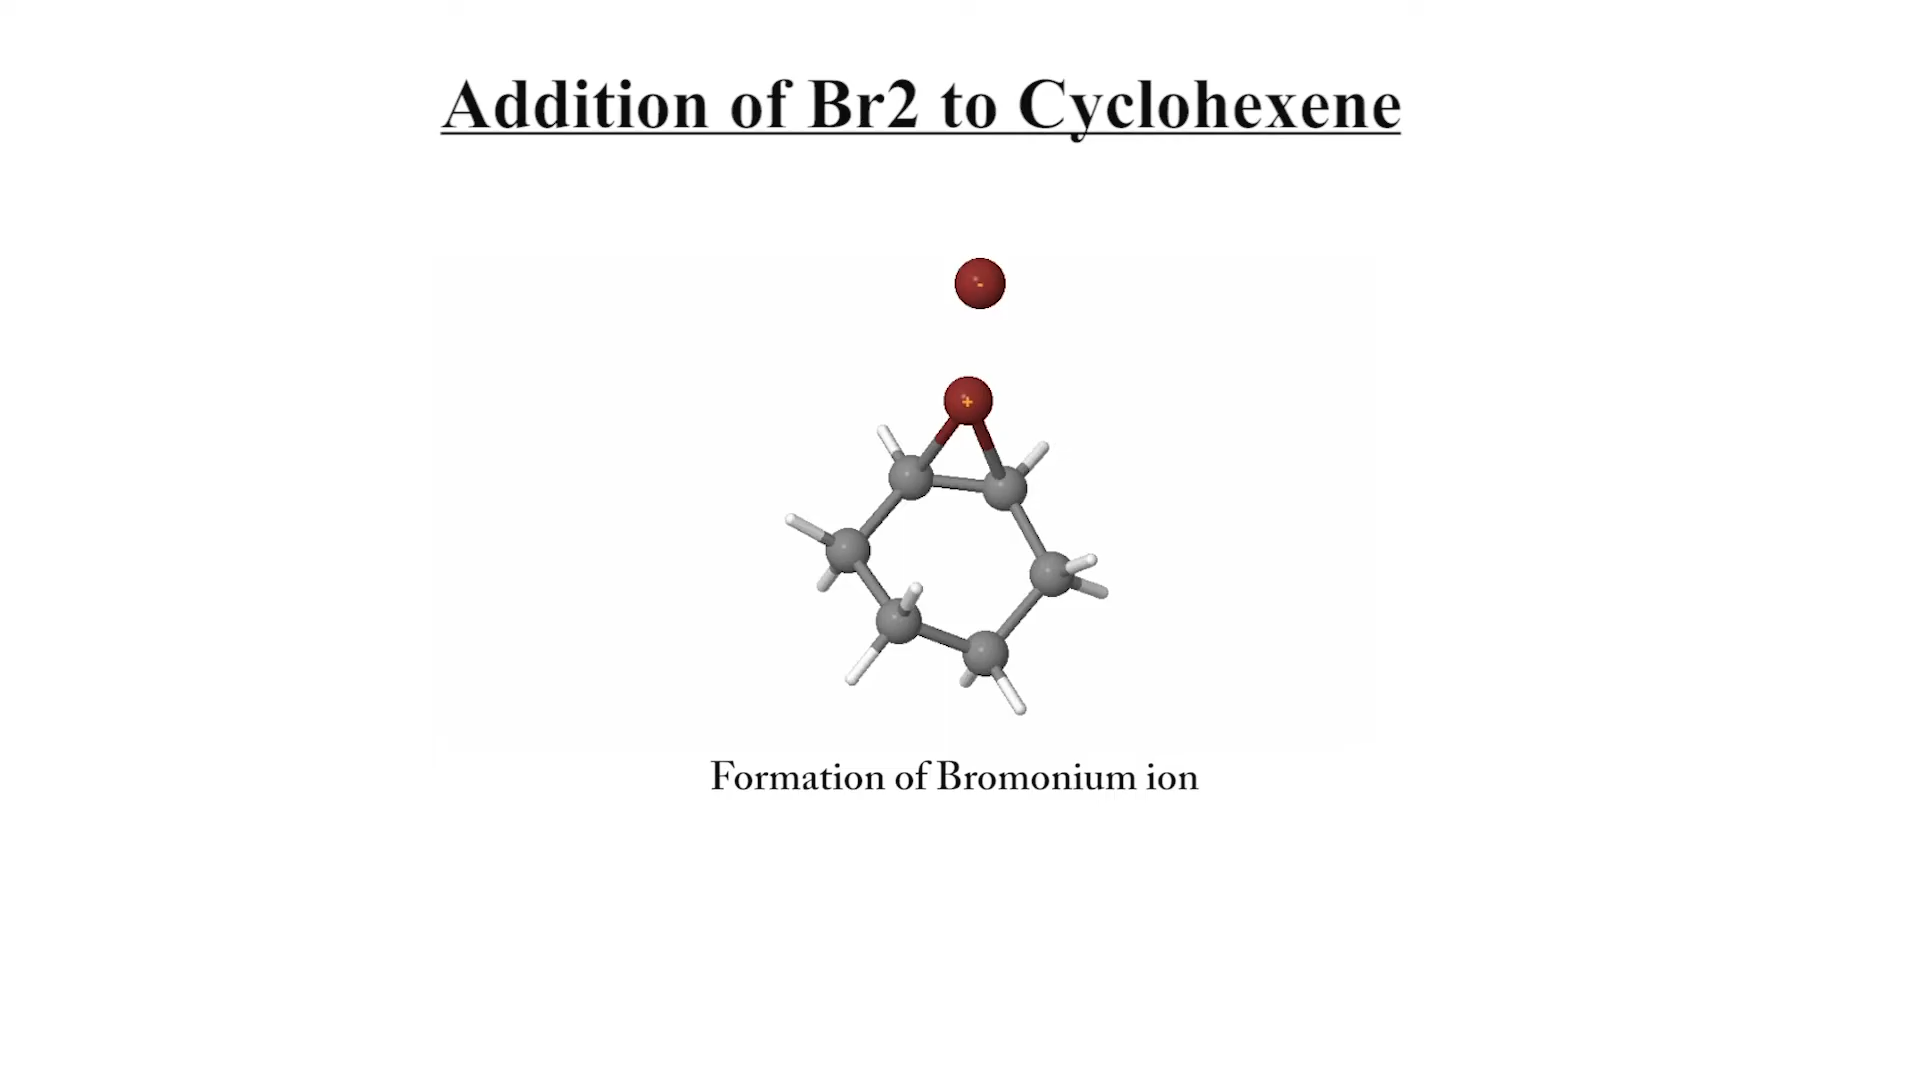 Addition of Br2 to Cyclohexene
-
+
Formation of Bromonium ion